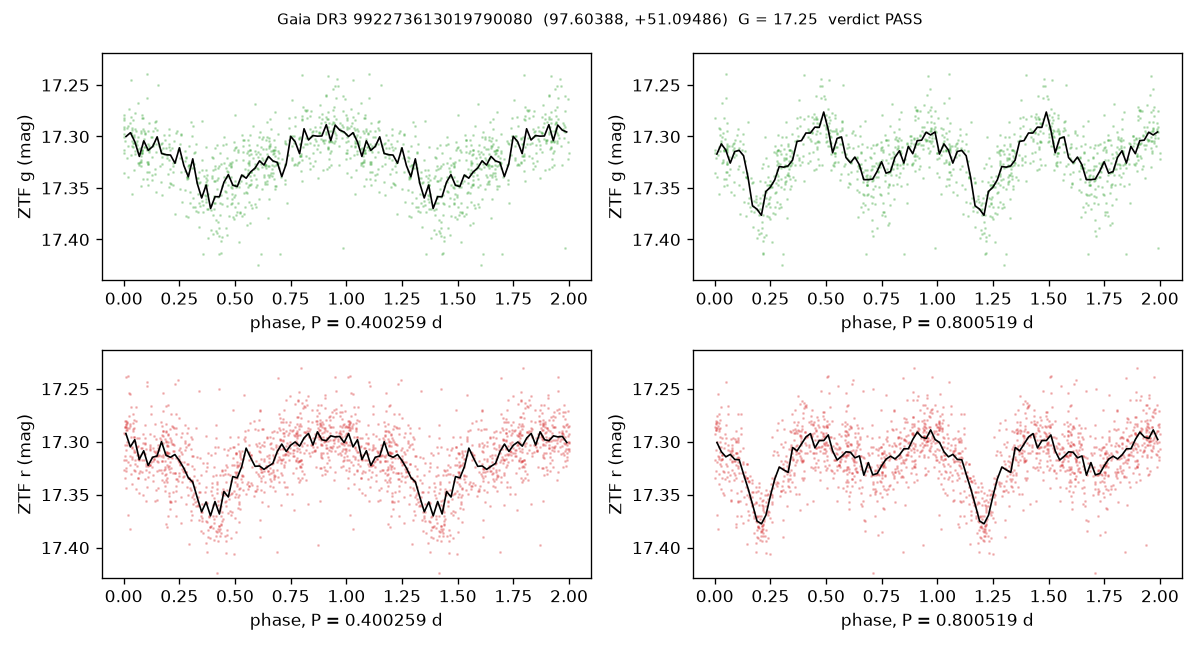 Gaia DR3 992273613019790080  (97.60388, +51.09486)  G = 17.25  verdict PASS
ZTF g (mag)
17.25
17.30
17.35
17.40
0.00 0.25 0.50 0.75 1.00 1.25 1.50 1.75 2.00
phase, P = 0.400259 d
ZTF g (mag)
17.25
17.30
17.35
17.40
0.00 0.25 0.50 0.75 1.00 1.25 1.50 1.75 2.00
phase, P = 0.800519 d
ZTF r (mag)
17.25
17.30
17.35
17.40
0.00 0.25 0.50 0.75 1.00 1.25 1.50 1.75 2.00
phase, P = 0.400259 d
ZTF r (mag)
17.25
17.30
17.35
17.40
0.00 0.25 0.50 0.75 1.00 1.25 1.50 1.75 2.00
phase, P = 0.800519 d